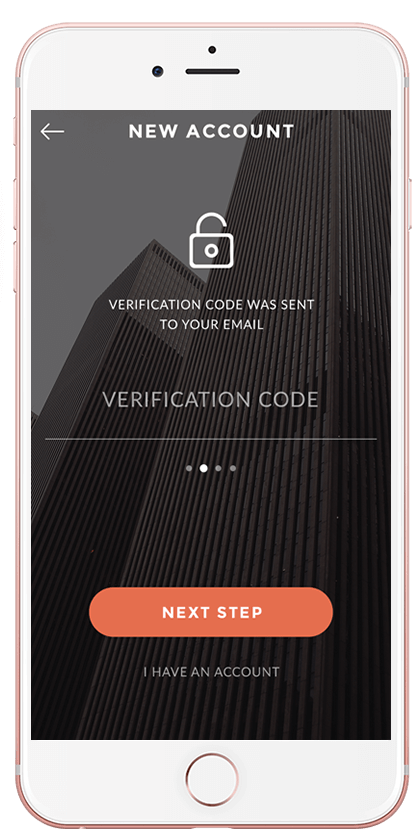 NEW ACCOUNT
VERIFICATION CODE WAS SENT
TO YOUR EMAIL
VERIFICATION CODE
NEXT STEP
I HAVE AN ACCOUNT